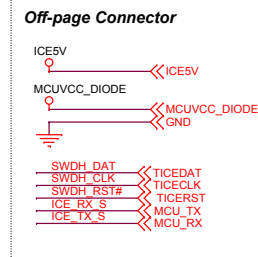 Off-page Connector
ICE5V
ICE5V
MCUVCC_DIODE
MCUVCC_DIODE
GND
SWDH_DAT TICEDAT
SWDH_CLK TICECLK
SWDH_RST# TICERST
ICE_RX_S MCU_TX
ICE_TX_S MCU_RX